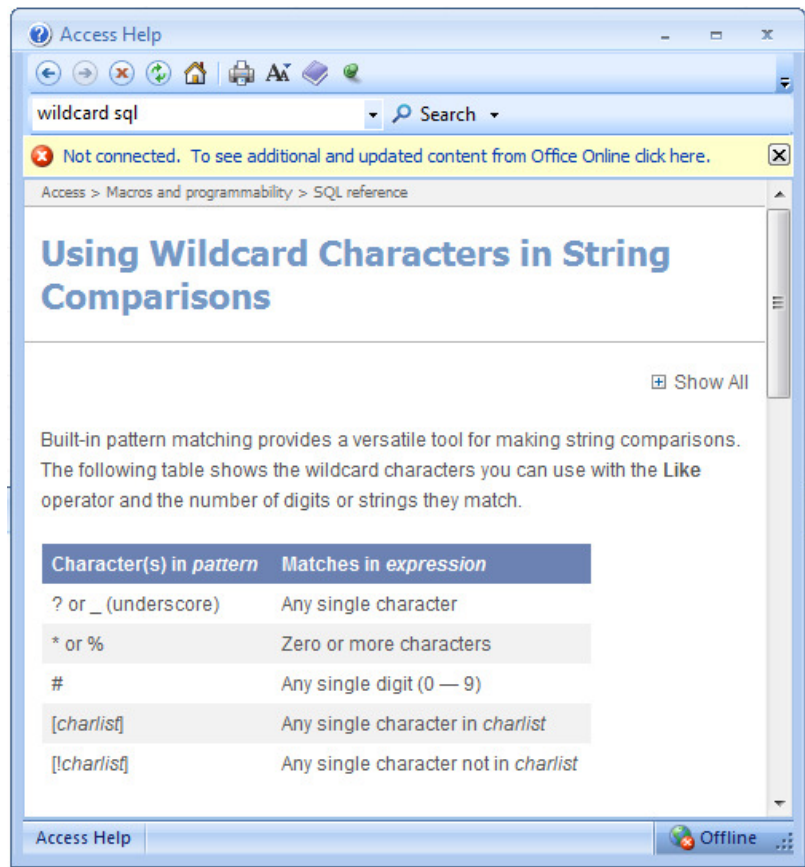 Access Help
wildcard sql
Search
Not connected. To see additional and updated content from Office Online click here.
Access > Macros and programmability > SQL reference
Using Wildcard Characters in String
Comparisons
Show All
Built-in pattern matching provides a versatile tool for making string comparisons.
The following table shows the wildcard characters you can use with the Like
operator and the number of digits or strings they match.
Character(s) in pattern Matches in expression
? or _ (underscore) Any single character
* or % Zero or more characters
# Any single digit (0 — 9)
[charlist] Any single character in charlist
[!charlist] Any single character not in charlist
Access Help Offline